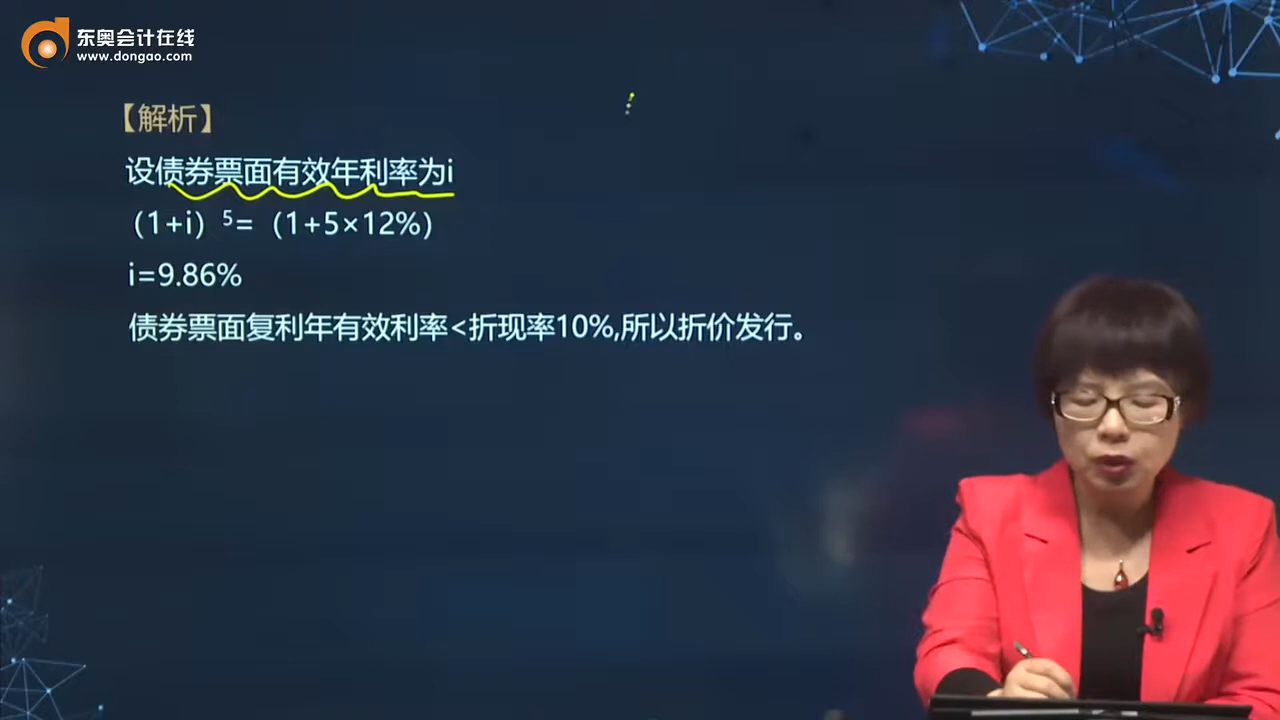 东奥会计在线
www.dongao.com
【解析】
设债券票面有效年利率为i
（1+i）⁵=（1+5×12%）
i=9.86%
债券票面复利年有效利率<折现率10%,所以折价发行。